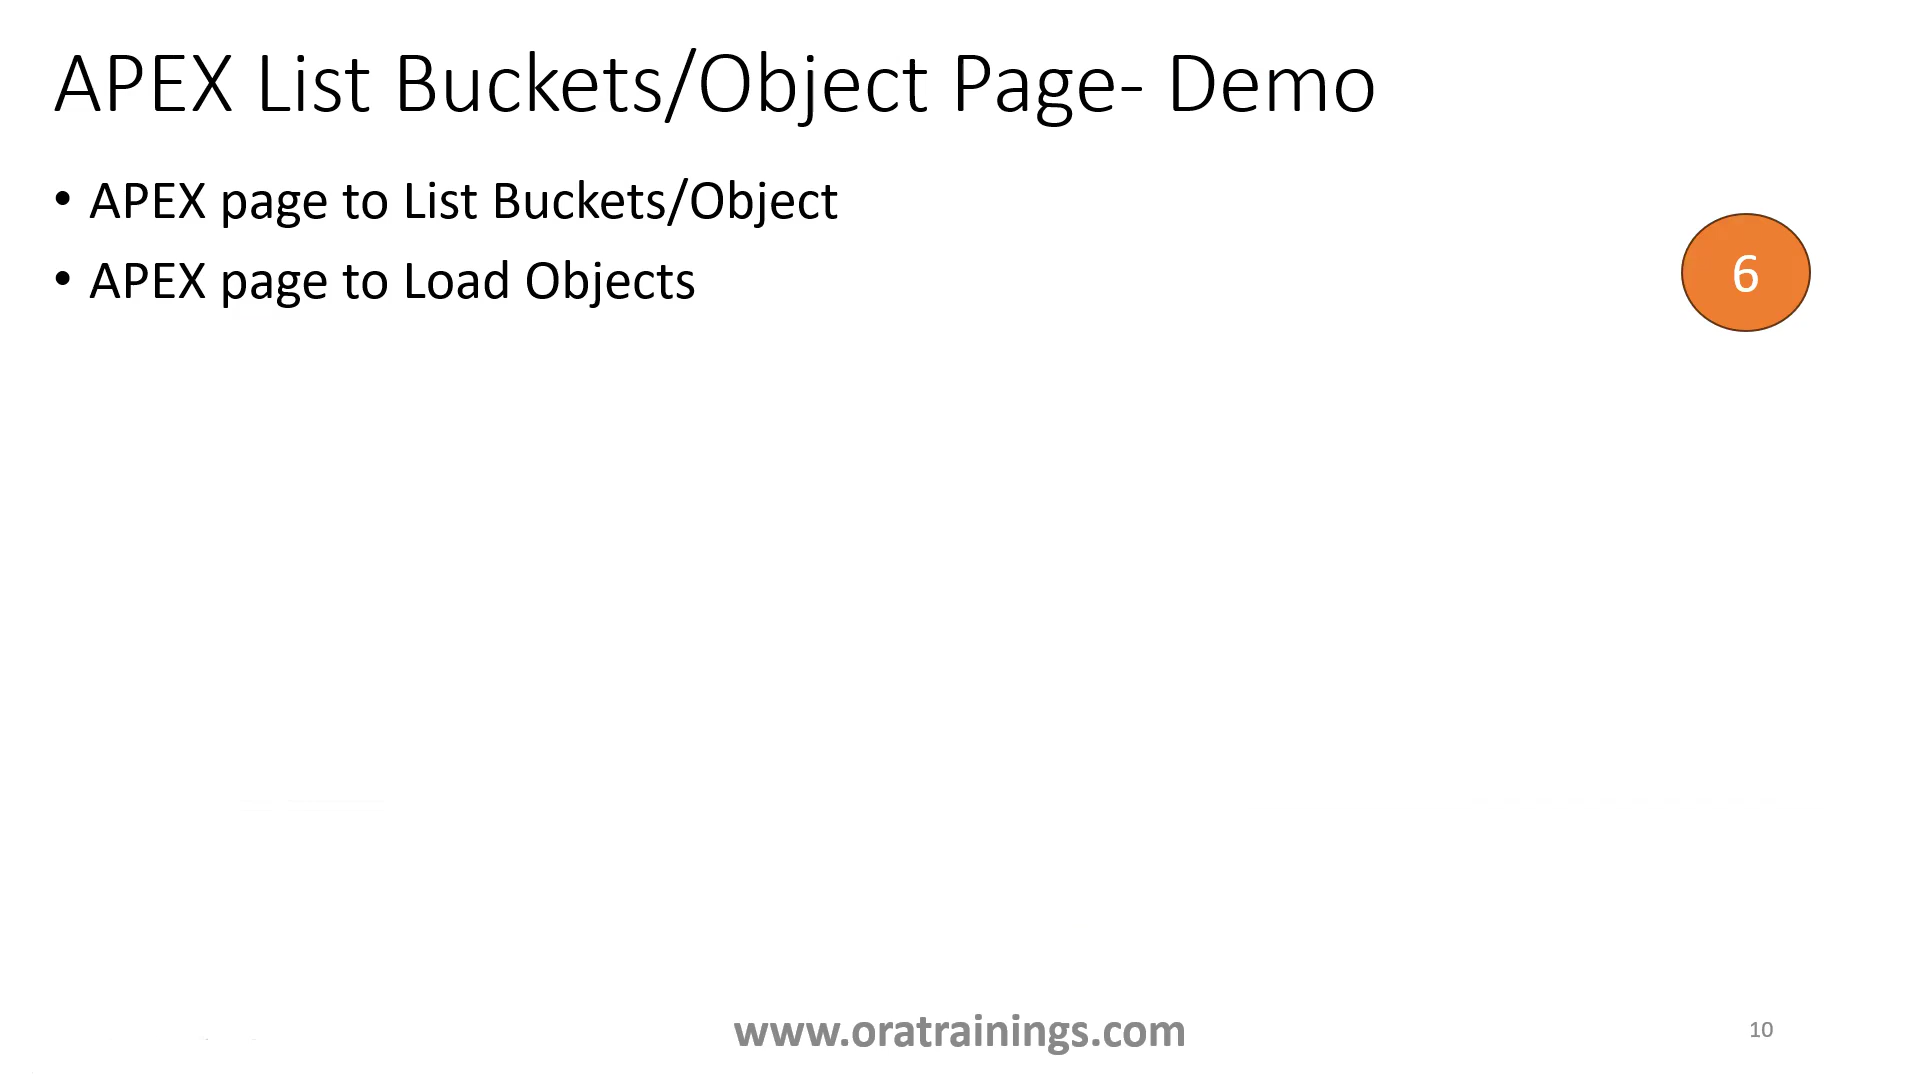 APEX List Buckets/Object Page- Demo
• APEX page to List Buckets/Object
• APEX page to Load Objects
6
www.oratrainings.com
10